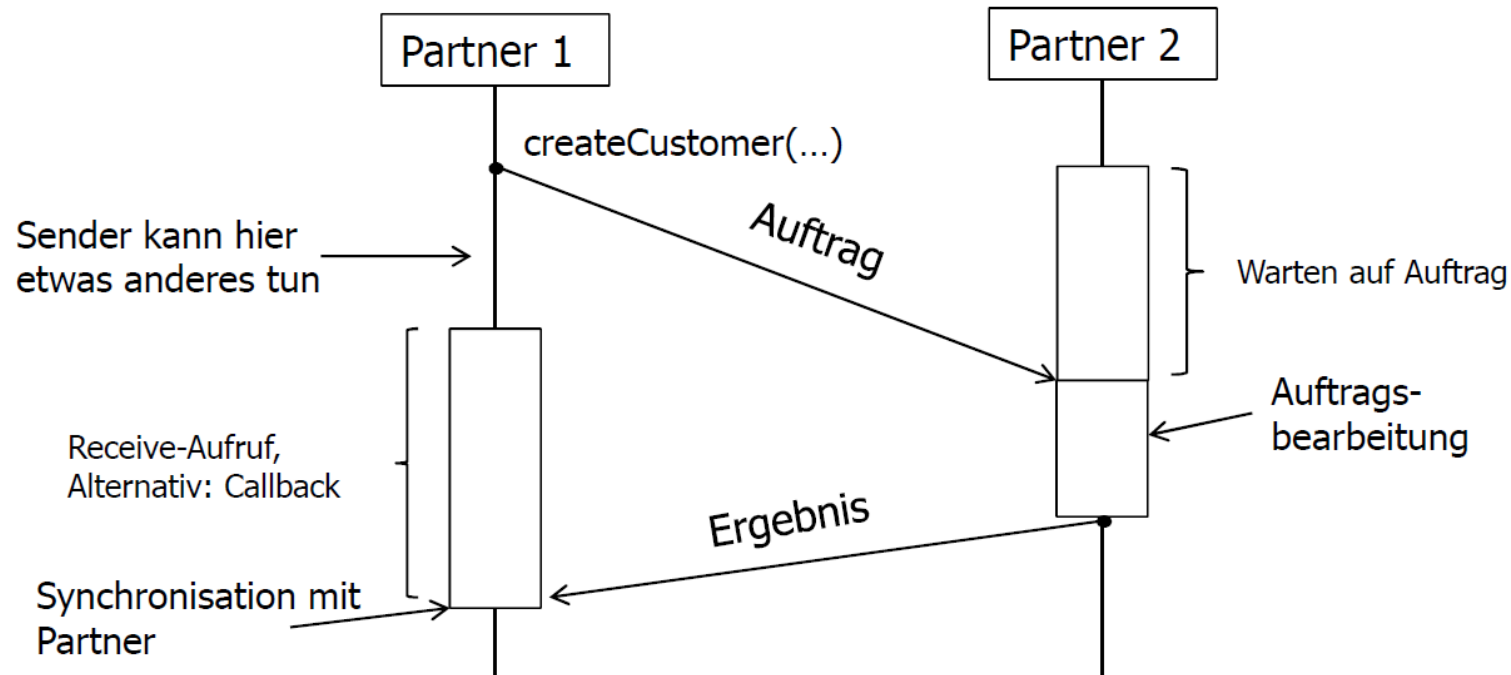 Partner 1
Partner 2
createCustomer(...)
Auftrag
Sender kann hier
etwas anderes tun
Warten auf Auftrag
Auftrags-
bearbeitung
Receive-Aufruf,
Alternativ: Callback
Ergebnis
Synchronisation mit
Partner